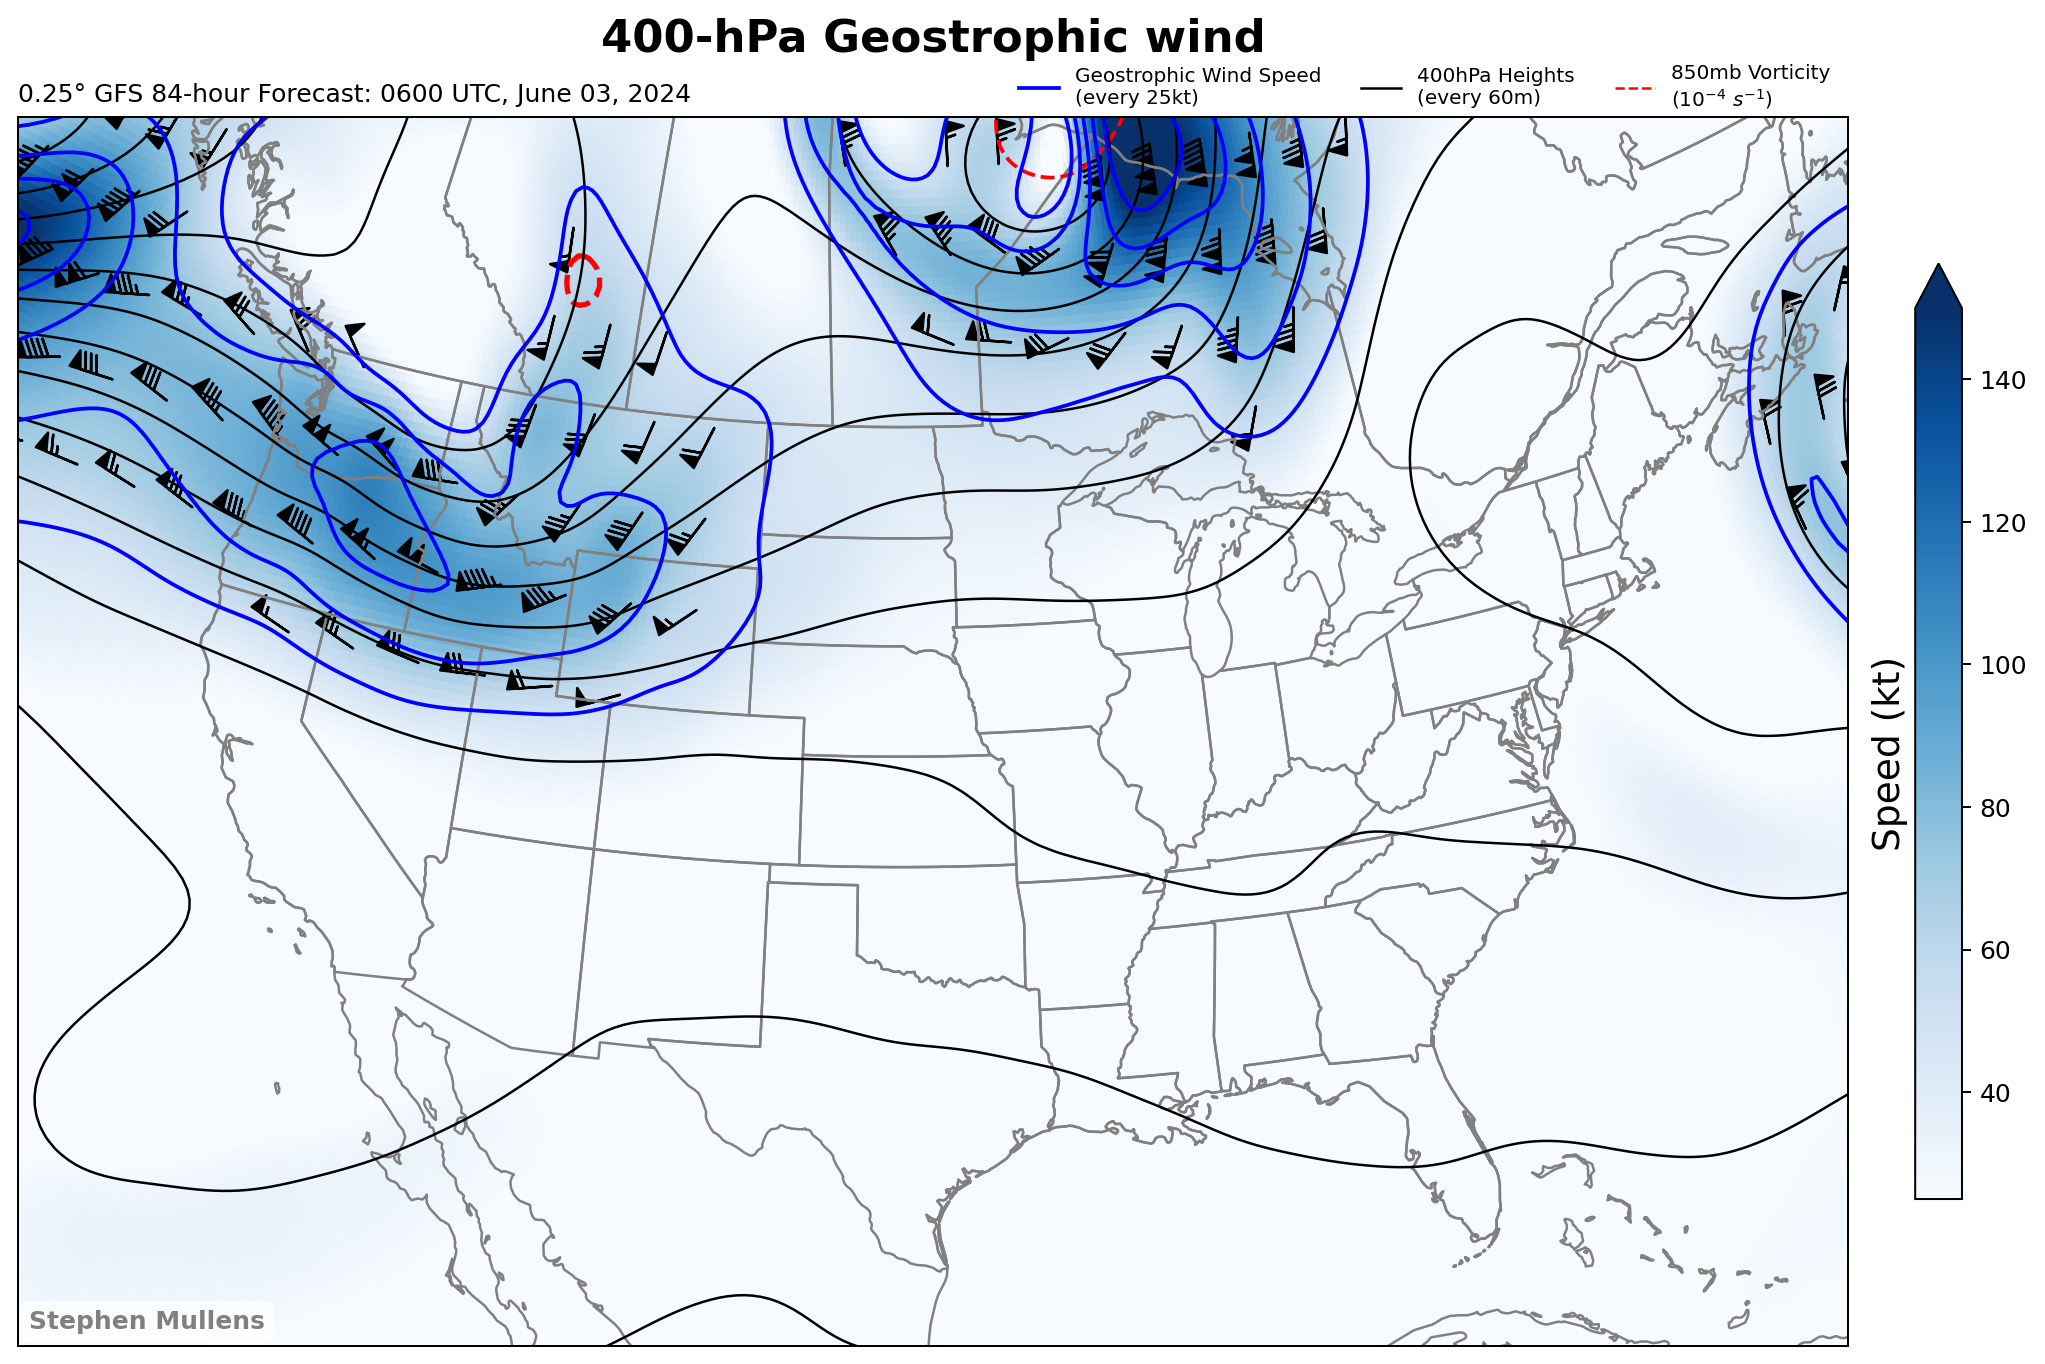 400-hPa Geostrophic wind
0.25° GFS 84-hour Forecast: 0600 UTC, June 03, 2024
Geostrophic Wind Speed
(every 25kt)
400hPa Heights
(every 60m)
850mb Vorticity
(10⁻⁴ s⁻¹)
140
120
100
80
60
40
Speed (kt)
Stephen Mullens